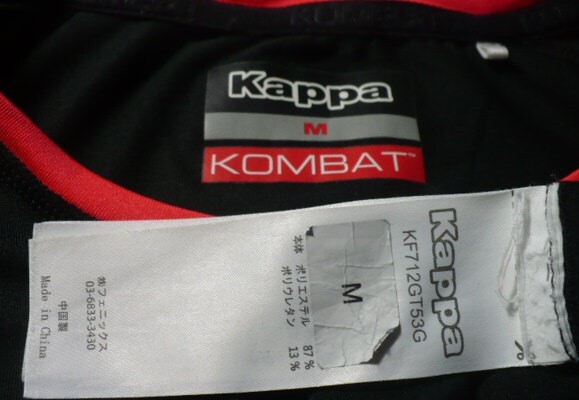 KOMBAT
Kappa
M
KOMBAT™
Kappa
KF712GT53G
M
本体 ポリエステル 87%
ポリウレタン 13%
㈱フェニックス
03-6833-3430
中国製
Made in China